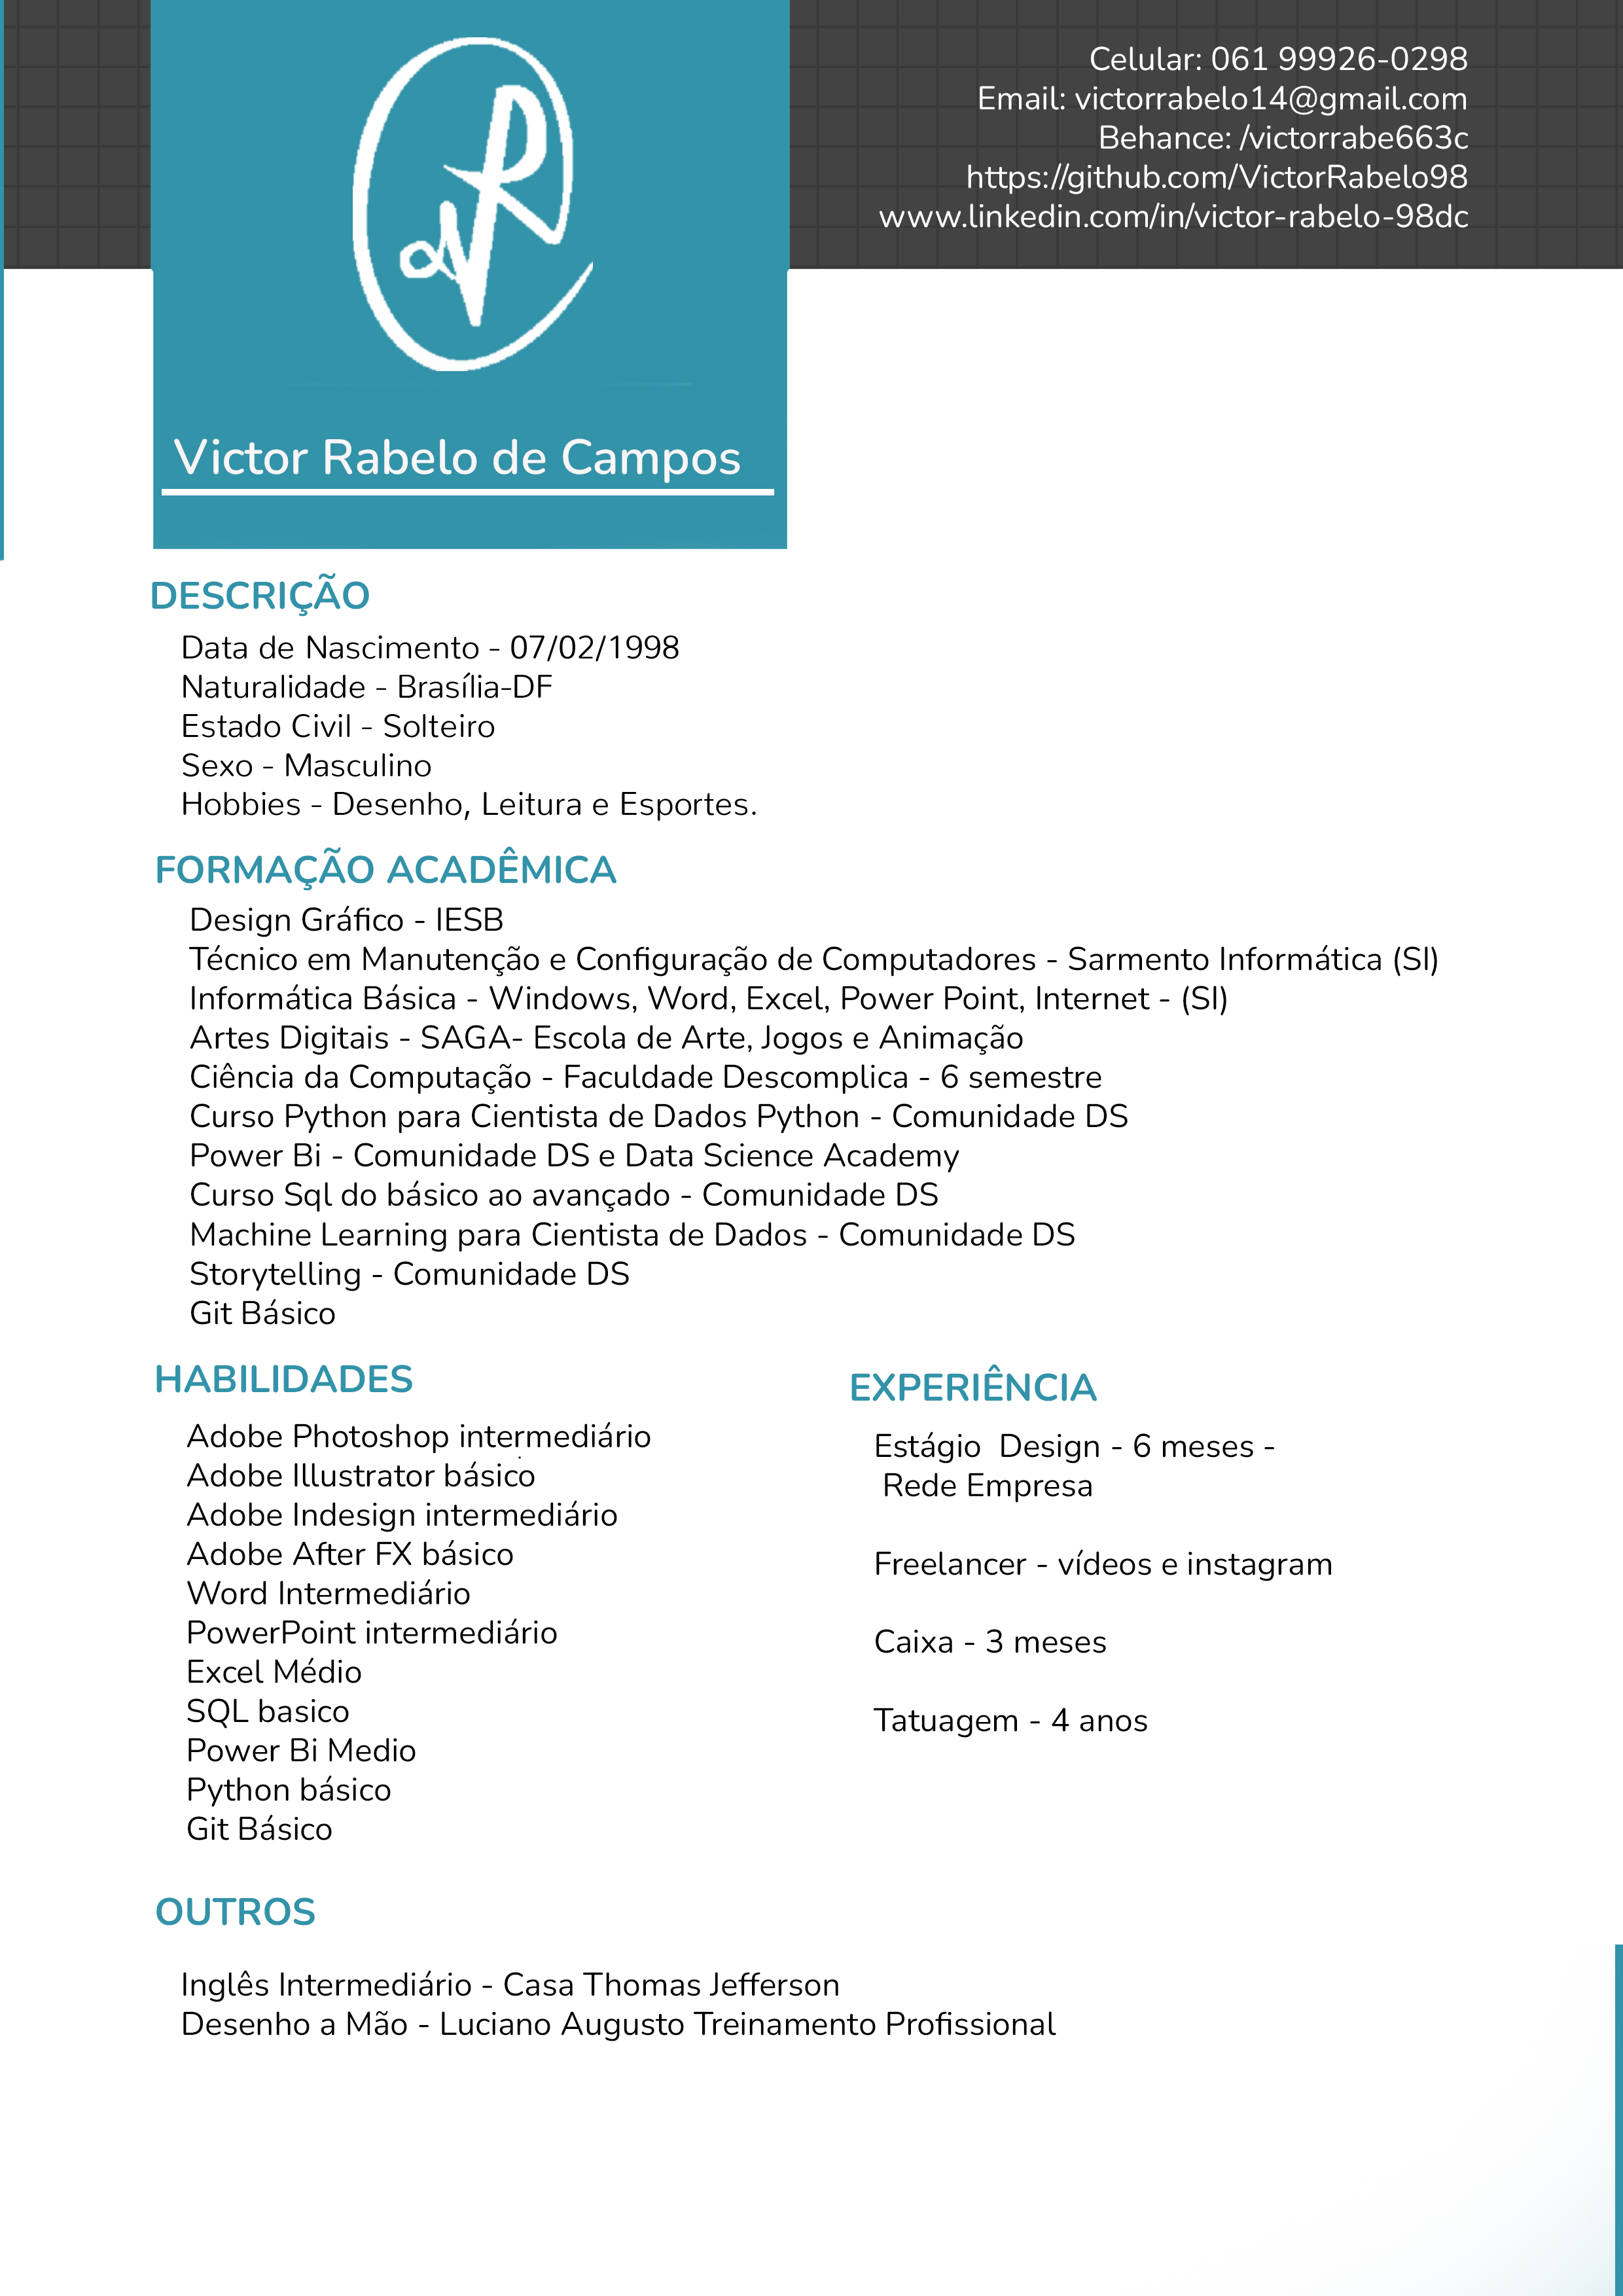 Celular: 061 99926-0298
Email: victorrabelo14@gmail.com
Behance: /victorrabe663c
https://github.com/VictorRabelo98
www.linkedin.com/in/victor-rabelo-98dc
Victor Rabelo de Campos
DESCRIÇÃO
Data de Nascimento - 07/02/1998
Naturalidade - Brasília-DF
Estado Civil - Solteiro
Sexo - Masculino
Hobbies - Desenho, Leitura e Esportes.
FORMAÇÃO ACADÊMICA
Design Gráfico - IESB
Técnico em Manutenção e Configuração de Computadores - Sarmento Informática (SI)
Informática Básica - Windows, Word, Excel, Power Point, Internet - (SI)
Artes Digitais - SAGA- Escola de Arte, Jogos e Animação
Ciência da Computação - Faculdade Descomplica - 6 semestre
Curso Python para Cientista de Dados Python - Comunidade DS
Power Bi - Comunidade DS e Data Science Academy
Curso Sql do básico ao avançado - Comunidade DS
Machine Learning para Cientista de Dados - Comunidade DS
Storytelling - Comunidade DS
Git Básico
HABILIDADES
Adobe Photoshop intermediário
Adobe Illustrator básico
Adobe Indesign intermediário
Adobe After FX básico
Word Intermediário
PowerPoint intermediário
Excel Médio
SQL basico
Power Bi Medio
Python básico
Git Básico
EXPERIÊNCIA
Estágio  Design - 6 meses -
Rede Empresa
Freelancer - vídeos e instagram
Caixa - 3 meses
Tatuagem - 4 anos
OUTROS
Inglês Intermediário - Casa Thomas Jefferson
Desenho a Mão - Luciano Augusto Treinamento Profissional